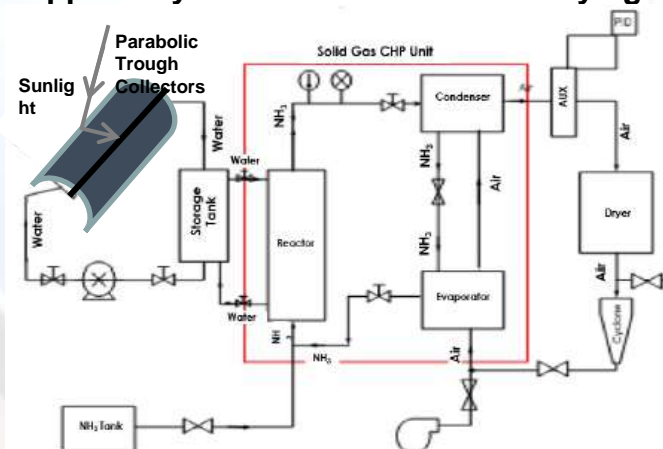 Parabolic
Trough
Collectors
Sunlig
ht
Solid Gas CHP Unit
PID
AUX
Air
Air
Condenser
NH3
Water
Water
Storage
Tank
Reactor
NH3
NH3
Air
Evaporator
Dryer
Air
Cyclone
Water
Water
NH
3
NH3
Air
NH3 Tank